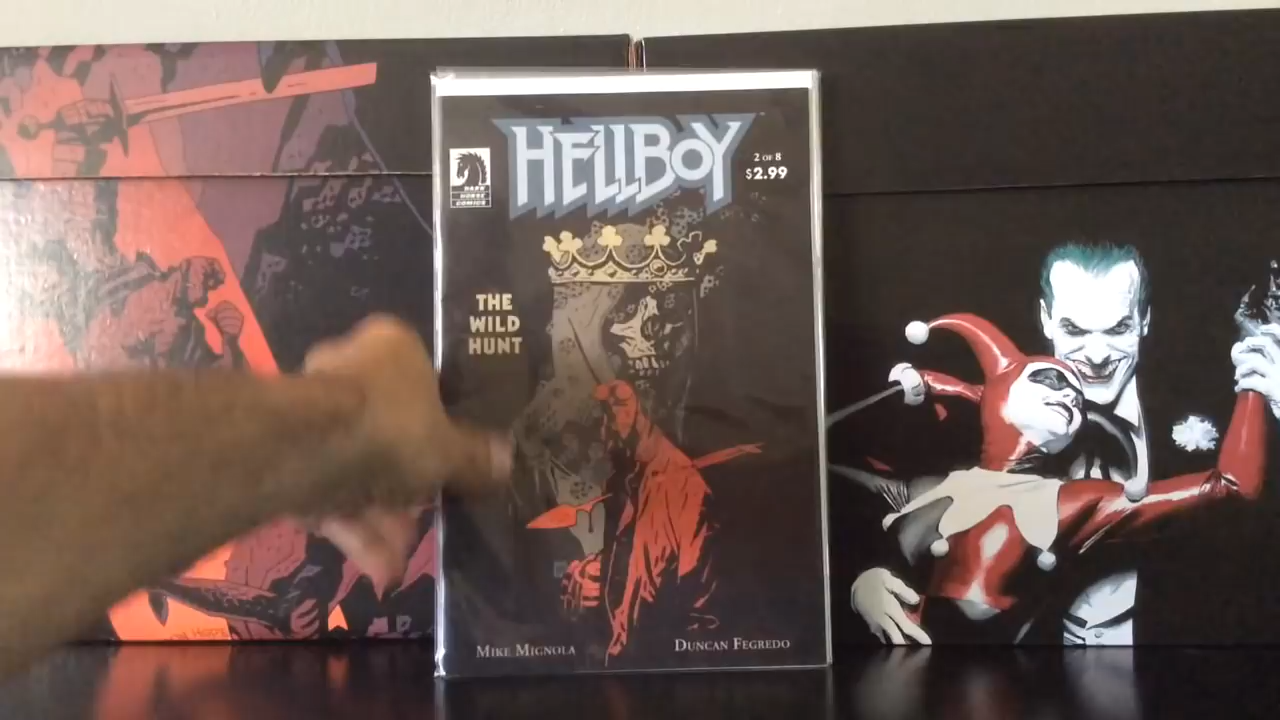 HELLBOY
2 OF 8
$2.99
DARK
HORSE
COMICS
THE
WILD
HUNT
MIKE MIGNOLA
DUNCAN FEGREDO